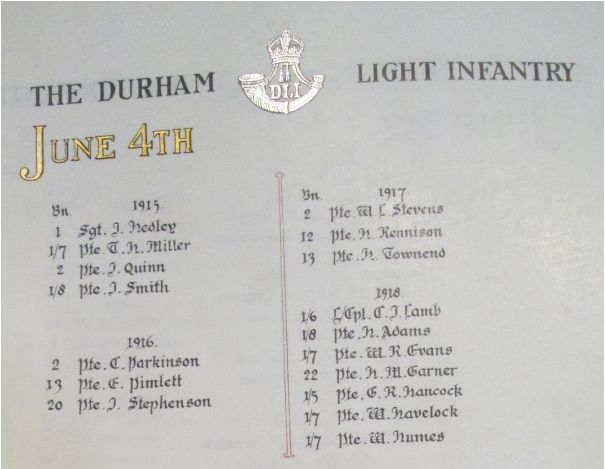 THE DURHAM DLI LIGHT INFANTRY
JUNE 4TH
Bn. 1915.
1 Sgt. J. Hedley
1/7 Pte. T. H. Miller
2 Pte. J. Quinn
1/8 Pte. J. Smith
1916.
2 Pte. C. Parkinson
13 Pte. E. Pimlett
20 Pte. J. Stephenson
Bn. 1917.
2 Pte. W. L. Stevens
12 Pte. H. Rennison
13 Pte. H. Townend
1918.
1/6 L/Cpl. C. J. Lamb
1/8 Pte. H. Adams
1/7 Pte. W. R. Evans
22 Pte. H. M. Garner
1/5 Pte. G. R. Hancock
1/7 Pte. W. Havelock
1/7 Pte. W. Humes